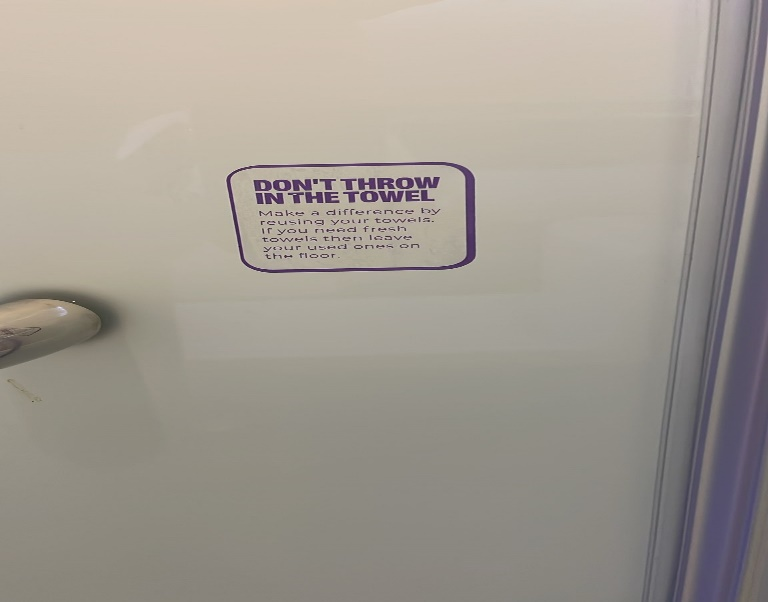 DON'T THROW
IN THE TOWEL
Make a difference by
reusing your towels.
If you need fresh
towels then leave
your used ones on
the floor.